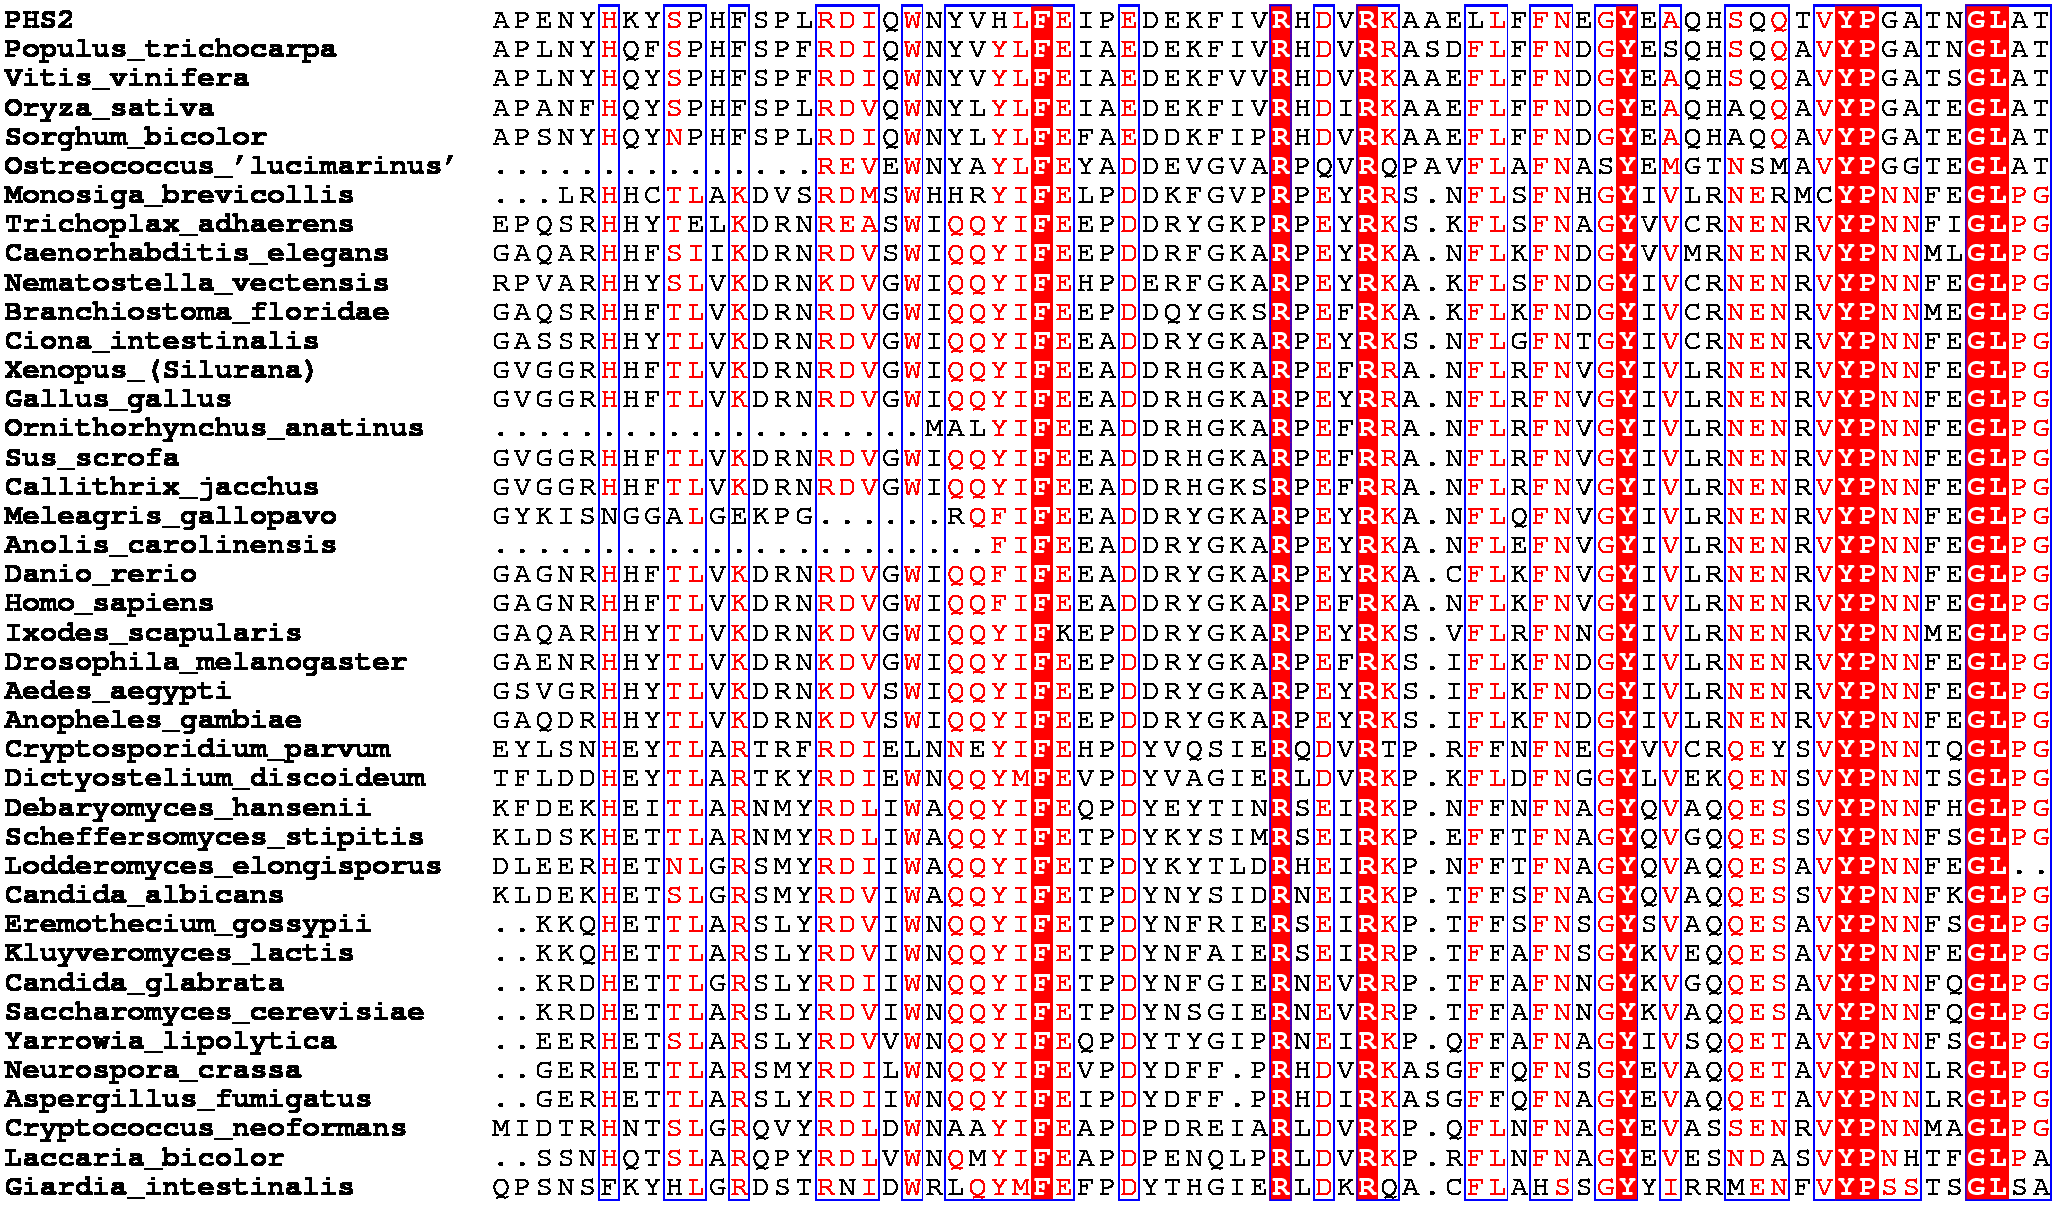 PHS2 APENYHKYSPHFSPLRDIQWNYVHLFEIPEDEKFIVRHDVRKAAELLFFNEGYEAQHSQQTVYPGATNGLAT
Populus_trichocarpa APLNYHQFSPHFSPFRDIQWNYVYLFEIAEDEKFIVRHDVRRASDFLFFNDGYESQHSQQAVYPGATNGLAT
Vitis_vinifera APLNYHQYSPHFSPFRDIQWNYVYLFEIAEDEKFVVRHDVRKAAEFLFFNDGYEAQHSQQAVYPGATSGLAT
Oryza_sativa APANFHQYSPHFSPLRDVQWNYLYLFEIAEDEKFIVRHDIRKAAEFLFFNDGYEAQHAQQAVYPGATEGLAT
Sorghum_bicolor APSNYHQYNPHFSPLRDIQWNYLYLFEFAEDDKFIPRHDVRKAAEFLFFNDGYEAQHAQQAVYPGATEGLAT
Ostreococcus_'lucimarinus' ...............REVEWNYAYLFEYADDEVGVARPQVRQPAVFLAFNASYEMGTNSMAVYPGGTEGLAT
Monosiga_brevicollis ...LRHHCTLAKDVSRDMSWHHRYIFELPDDKFGVPRPEYRRS.NFLSFNHGYIVLRNERMCYPNNFEGLPG
Trichoplax_adhaerens EPQSRHHYTELKDRNREASWIQQYIFEEPDDRYGKPRPEYRKS.KFLSFNAGYVVCRNENRVYPNNFIGLPG
Caenorhabditis_elegans GAQARHHFSIIKDRNRDVSWIQQYIFEEPDDRFGKARPEYRKA.NFLKFNDGYVVMRNENRVYPNNMLGLPG
Nematostella_vectensis RPVARHHYSLVKDRNKDVGWIQQYIFEHPDERFGKARPEYRKA.KFLSFNDGYIVCRNENRVYPNNFEGLPG
Branchiostoma_floridae GAQSRHHFTLVKDRNRDVGWIQQYIFEEPDDQYGKSRPEFRKA.KFLKFNDGYIVCRNENRVYPNNMEGLPG
Ciona_intestinalis GASSRHHYTLVKDRNRDVGWIQQYIFEEADDRYGKARPEYRKS.NFLGFNTGYIVCRNENRVYPNNFEGLPG
Xenopus_(Silurana) GVGGRHHFTLVKDRNRDVGWIQQYIFEEADDRHGKARPEFRRA.NFLRFNVGYIVLRNENRVYPNNFEGLPG
Gallus_gallus GVGGRHHFTLVKDRNRDVGWIQQYIFEEADDRHGKARPEYRRA.NFLRFNVGYIVLRNENRVYPNNFEGLPG
Ornithorhynchus_anatinus ....................MALYIFEEADDRHGKARPEFRRA.NFLRFNVGYIVLRNENRVYPNNFEGLPG
Sus_scrofa GVGGRHHFTLVKDRNRDVGWIQQYIFEEADDRHGKARPEFRRA.NFLRFNVGYIVLRNENRVYPNNFEGLPG
Callithrix_jacchus GVGGRHHFTLVKDRNRDVGWIQQYIFEEADDRHGKSRPEFRRA.NFLRFNVGYIVLRNENRVYPNNFEGLPG
Meleagris_gallopavo GYKISNGGALGEKPG......RQFIFEEADDRYGKARPEYRKA.NFLQFNVGYIVLRNENRVYPNNFEGLPG
Anolis_carolinensis .......................FIFEEADDRYGKARPEYRKA.NFLEFNVGYIVLRNENRVYPNNFEGLPG
Danio_rerio GAGNRHHFTLVKDRNRDVGWIQQFIFEEADDRYGKARPEYRKA.CFLKFNVGYIVLRNENRVYPNNFEGLPG
Homo_sapiens GAGNRHHFTLVKDRNRDVGWIQQFIFEEADDRYGKARPEFRKA.NFLKFNVGYIVLRNENRVYPNNFEGLPG
Ixodes_scapularis GAQARHHYTLVKDRNKDVGWIQQYIFKEPDDRYGKARPEYRKS.VFLRFNNGYIVLRNENRVYPNNMEGLPG
Drosophila_melanogaster GAENRHHYTLVKDRNKDVGWIQQYIFEEPDDRYGKARPEFRKS.IFLKFNDGYIVLRNENRVYPNNFEGLPG
Aedes_aegypti GSVGRHHYTLVKDRNKDVSWIQQYIFEEPDDRYGKARPEYRKS.IFLKFNDGYIVLRNENRVYPNNFEGLPG
Anopheles_gambiae GAQDRHHYTLVKDRNKDVSWIQQYIFEEPDDRYGKARPEYRKS.IFLKFNDGYIVLRNENRVYPNNFEGLPG
Cryptosporidium_parvum EYLSNHEYTLARTRFRDIELNNEYIFEHPDYVQSIERQDVRTP.RFFNFNEGYVVCRQEYSVYPNNTQGLPG
Dictyostelium_discoideum TFLDDHEYTLARTKYRDIEWNQQYMFEVPDYVAGIERLDVRKP.KFLDFNGGYLVEKQENSVYPNNTSGLPG
Debaryomyces_hansenii KFDEKHEITLARNMYRDLIWAQQYIFEQPDYEYTINRSEIRKP.NFFNFNAGYQVAQQESSVYPNNFHGLPG
Scheffersomyces_stipitis KLDSKHETTLARNMYRDLIWAQQYIFETPDYKYSIMRSEIRKP.EFFTFNAGYQVGQQESSVYPNNFSGLPG
Lodderomyces_elongisporus DLEERHETNLGRSMYRDLIWAQQYIFETPDYKYTLDRHEIRKP.NFFTFNAGYQVAQQESAVYPNNFEGL..
Candida_albicans KLDEKHETSLGRSMYRDVIWAQQYIFETPDYNYSIDRNEIRKP.TFFSFNAGYQVAQQESSVYPNNFKGLPG
Eremothecium_gossypii ..KKQHETTLARSLYRDVIWNQQYIFETPDYNFRIERSEIRKP.TFFSFNSGYSVAQQESAVYPNNFSGLPG
Kluyveromyces_lactis ..KKQHETTLARSLYRDVIWNQQYIFETPDYNFAIERSEIRRP.TFFAFNSGYKVEQQESAVYPNNFEGLPG
Candida_glabrata ..KRDHETTLGRSLYRDIIWNQQYIFETPDYNFGIERNEVRRP.TFFAFNNGYKVGQQESAVYPNNFQGLPG
Saccharomyces_cerevisiae ..KRDHETTLARSLYRDVIWNQQYIFETPDYNSGIERNEVRRP.TFFAFNNGYKVAQQESAVYPNNFQGLPG
Yarrowia_lipolytica ..EERHETSLARSLYRDVVWNQQYIFEQPDYTYGIPRNEIRKP.QFFAFNAGYIVSQQETAVYPNNFSGLPG
Neurospora_crassa ..GERHETTLARSMYRDILWNQQYIFEVPDYDFF.PRHDVRKASGFFQFNSGYEVAQQETAVYPNNLRGLPG
Aspergillus_fumigatus ..GERHETTLARSLYRDIIWNQQYIFEIPDYDFF.PRHDIRKASGFFQFNAGYEVAQQETAVYPNNLRGLPG
Cryptococcus_neoformans MIDTRHNTSLGRQVYRDLDWNAAYIFEAPDPDREIARLDVRKP.QFLNFNAGYEVASSENRVYPNNMAGLPG
Laccaria_bicolor ..SSNHQTSLARQPYRDLVWNQMYIFEAPDPENQLPRLDVRKP.RFLNFNAGYEVESNDASVYPNHTFGLPA
Giardia_intestinalis QPSNSFKYHLGRDSTRNIDWRLQYMFEFPDYTHGIERLDKRQA.CFLAHSSGYYIRRMENFVYPSSTSGLSA